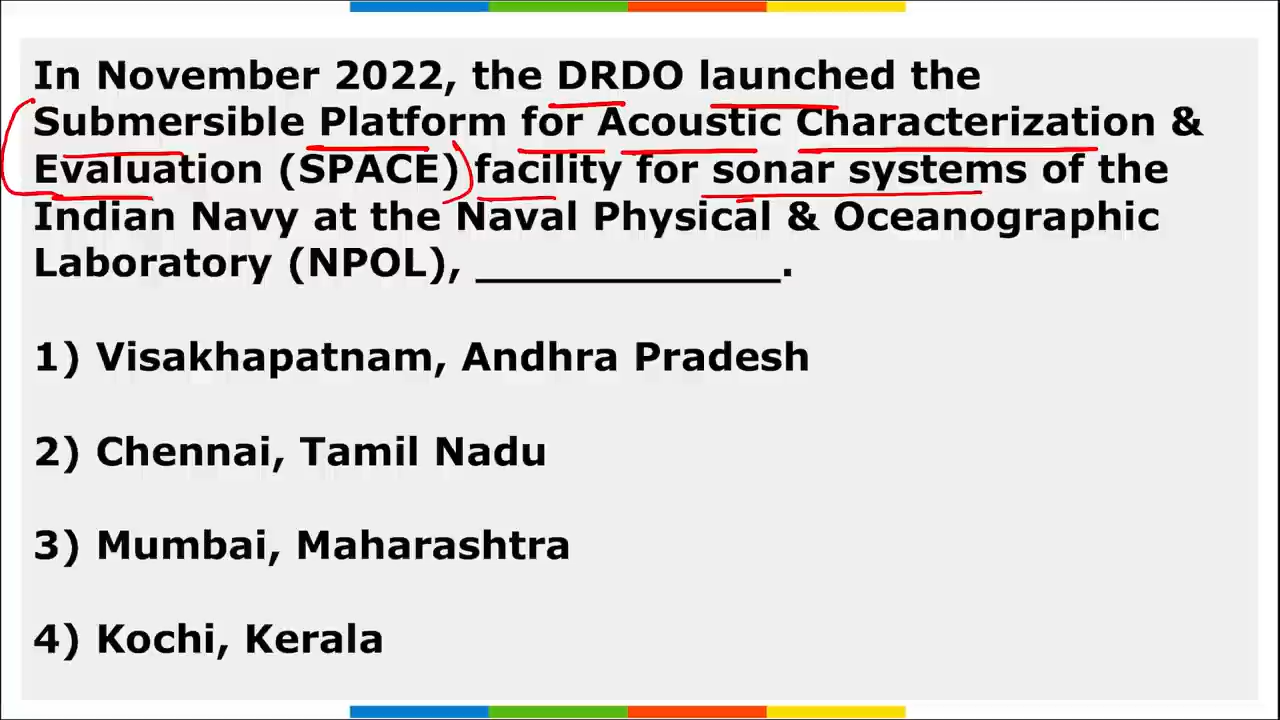 In November 2022, the DRDO launched the
Submersible Platform for Acoustic Characterization &
Evaluation (SPACE) facility for sonar systems of the
Indian Navy at the Naval Physical & Oceanographic
Laboratory (NPOL), ____________.
1) Visakhapatnam, Andhra Pradesh
2) Chennai, Tamil Nadu
3) Mumbai, Maharashtra
4) Kochi, Kerala